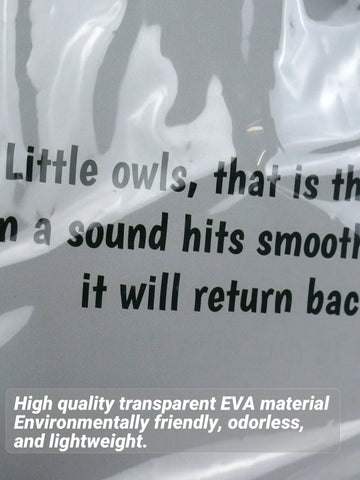 Little owls, that is th
n a sound hits smooth
it will return bac
High quality transparent EVA material
Environmentally friendly, odorless,
and lightweight.